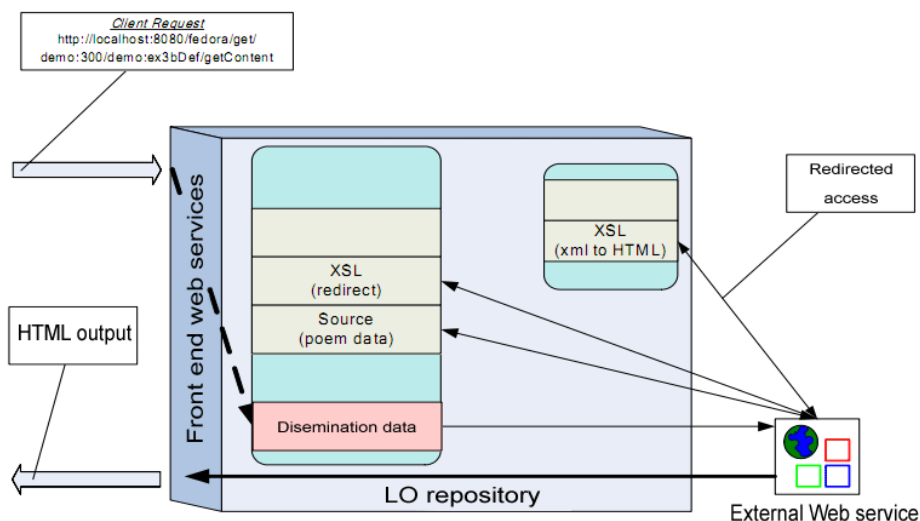 Client Request
http://localhost:8080/fedora/get/
demo:300/demo:ex3bDef/getContent
Front end web services
XSL
(redirect)
Source
(poem data)
Disemination data
XSL
(xml to HTML)
Redirected
access
HTML output
LO repository
External Web service